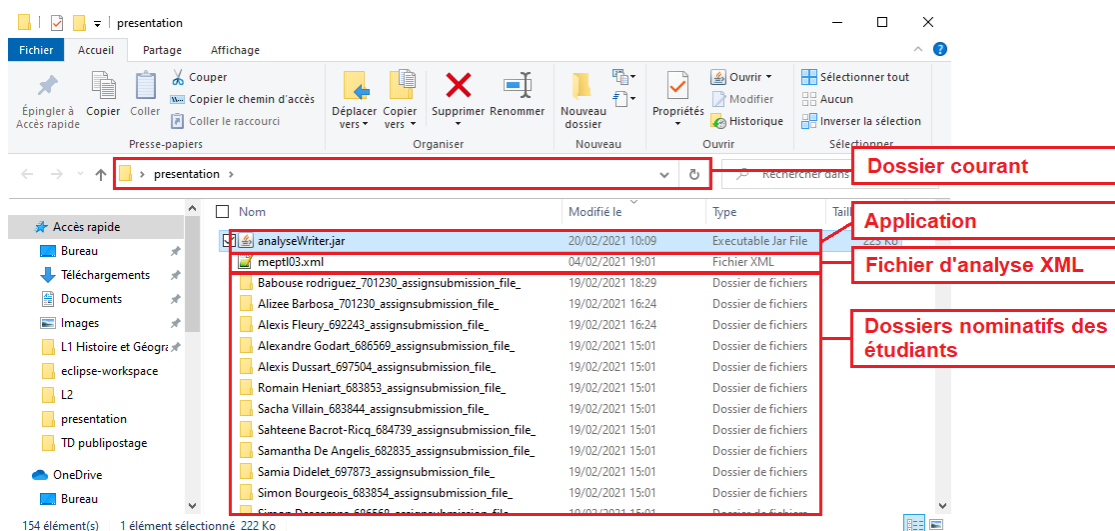 presentation
Fichier Accueil Partage Affichage
Épingler à Accès rapide
Copier
Coller
Couper
Copier le chemin d'accès
Coller le raccourci
Déplacer vers
Copier vers
Supprimer
Renommer
Nouveau dossier
Propriétés
Ouvrir
Modifier
Historique
Sélectionner tout
Aucun
Inverser la sélection
Presse-papiers Organiser Nouveau Ouvrir Sélectionner
presentation
Rechercher dans
Dossier courant
Nom Modifié le Type Taill
Accès rapide
Bureau
Téléchargements
Documents
Images
L1 Histoire et Géogra
eclipse-workspace
L2
presentation
TD publipostage
OneDrive
Bureau
analyseWriter.jar 20/02/2021 10:09 Executable Jar File 223 Ko
meptl03.xml 04/02/2021 19:01 Fichier XML
Babouse rodriguez_701230_assignsubmission_file_ 19/02/2021 18:29 Dossier de fichiers
Alizee Barbosa_701230_assignsubmission_file_ 19/02/2021 16:24 Dossier de fichiers
Alexis Fleury_692243_assignsubmission_file_ 19/02/2021 16:24 Dossier de fichiers
Alexandre Godart_686569_assignsubmission_file_ 19/02/2021 15:01 Dossier de fichiers
Alexis Dussart_697504_assignsubmission_file_ 19/02/2021 15:01 Dossier de fichiers
Romain Heniart_683853_assignsubmission_file_ 19/02/2021 15:01 Dossier de fichiers
Sacha Villain_683844_assignsubmission_file_ 19/02/2021 15:01 Dossier de fichiers
Sahteene Bacrot-Ricq_684739_assignsubmission_file_ 19/02/2021 15:01 Dossier de fichiers
Samantha De Angelis_682835_assignsubmission_file_ 19/02/2021 15:01 Dossier de fichiers
Samia Didelet_697873_assignsubmission_file_ 19/02/2021 15:01 Dossier de fichiers
Simon Bourgeois_683854_assignsubmission_file_ 19/02/2021 15:01 Dossier de fichiers
Application
Fichier d'analyse XML
Dossiers nominatifs des
étudiants
154 élément(s) 1 élément sélectionné 222 Ko